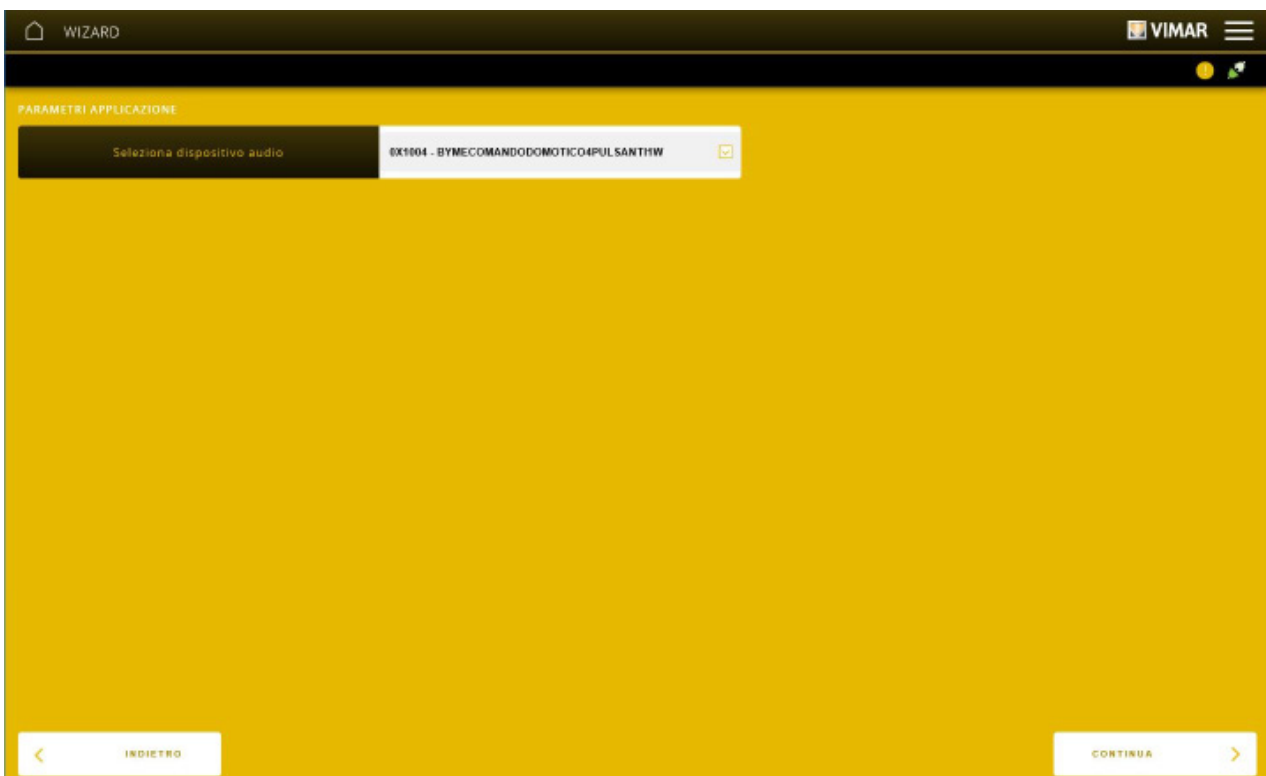 WIZARD
VIMAR
PARAMETRI APPLICAZIONE
Seleziona dispositivo audio
0X1004 - BYMECOMANDODOMOTICO4PULSANTI1W
INDIETRO
CONTINUA